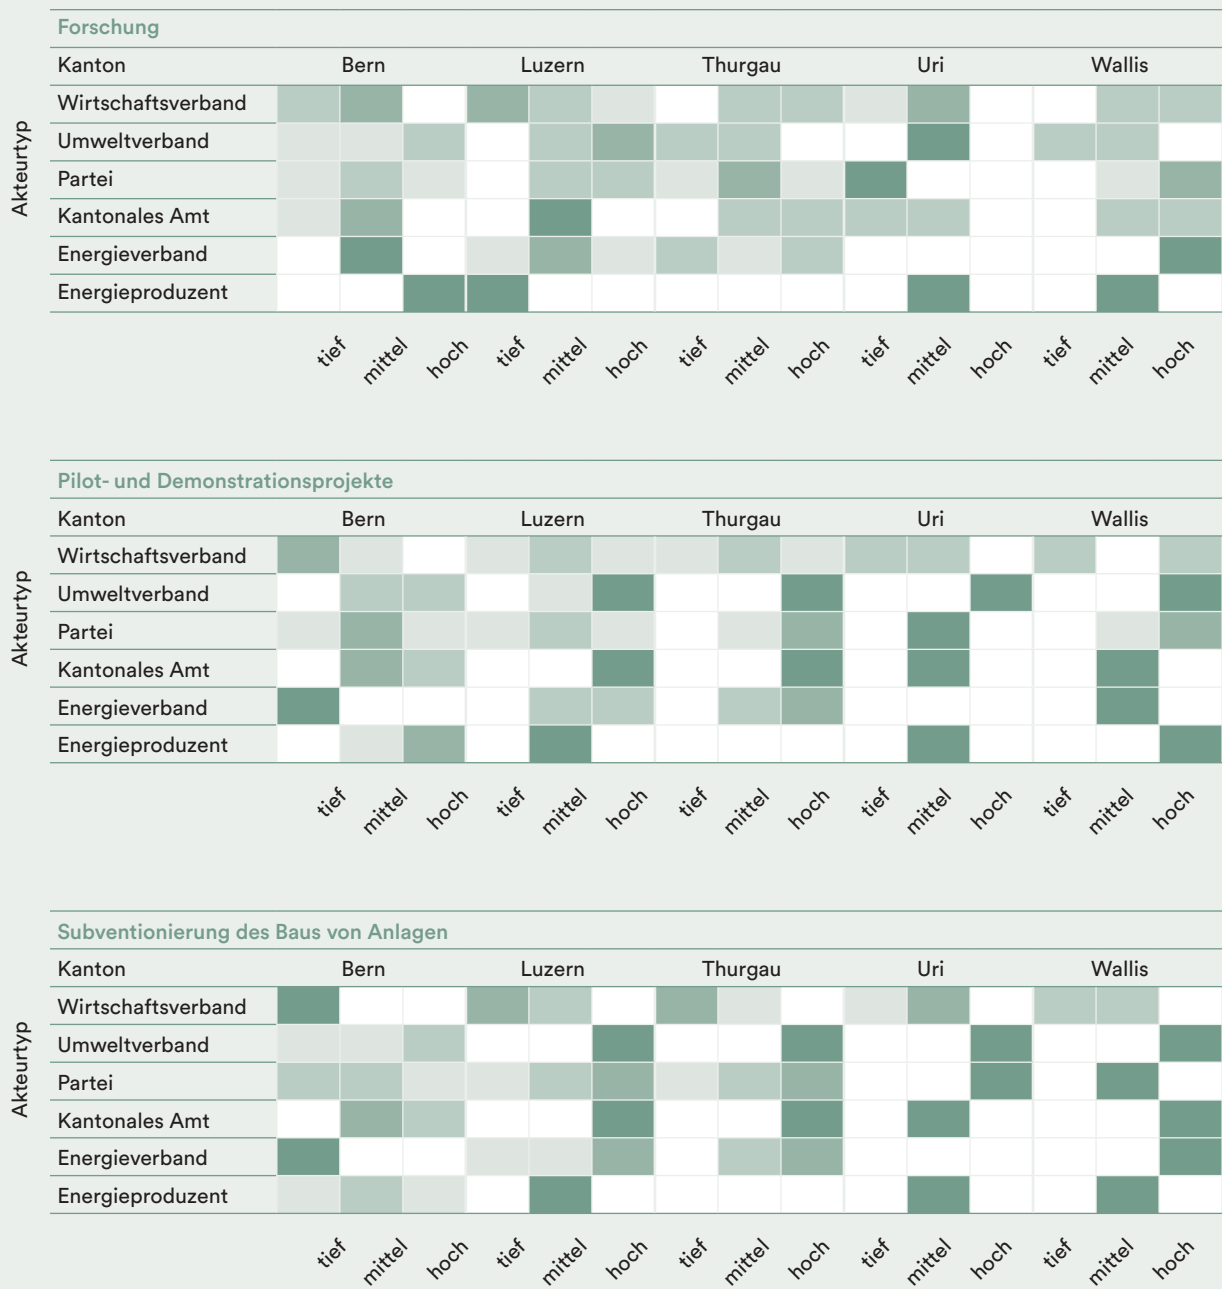 Forschung
Kanton Bern Luzern Thurgau Uri Wallis
Akteurtyp
Wirtschaftsverband
Umweltverband
Partei
Kantonales Amt
Energieverband
Energieproduzent
tief mittel hoch tief mittel hoch tief mittel hoch tief mittel hoch tief mittel hoch
Pilot- und Demonstrationsprojekte
Kanton Bern Luzern Thurgau Uri Wallis
Akteurtyp
Wirtschaftsverband
Umweltverband
Partei
Kantonales Amt
Energieverband
Energieproduzent
tief mittel hoch tief mittel hoch tief mittel hoch tief mittel hoch tief mittel hoch
Subventionierung des Baus von Anlagen
Kanton Bern Luzern Thurgau Uri Wallis
Akteurtyp
Wirtschaftsverband
Umweltverband
Partei
Kantonales Amt
Energieverband
Energieproduzent
tief mittel hoch tief mittel hoch tief mittel hoch tief mittel hoch tief mittel hoch